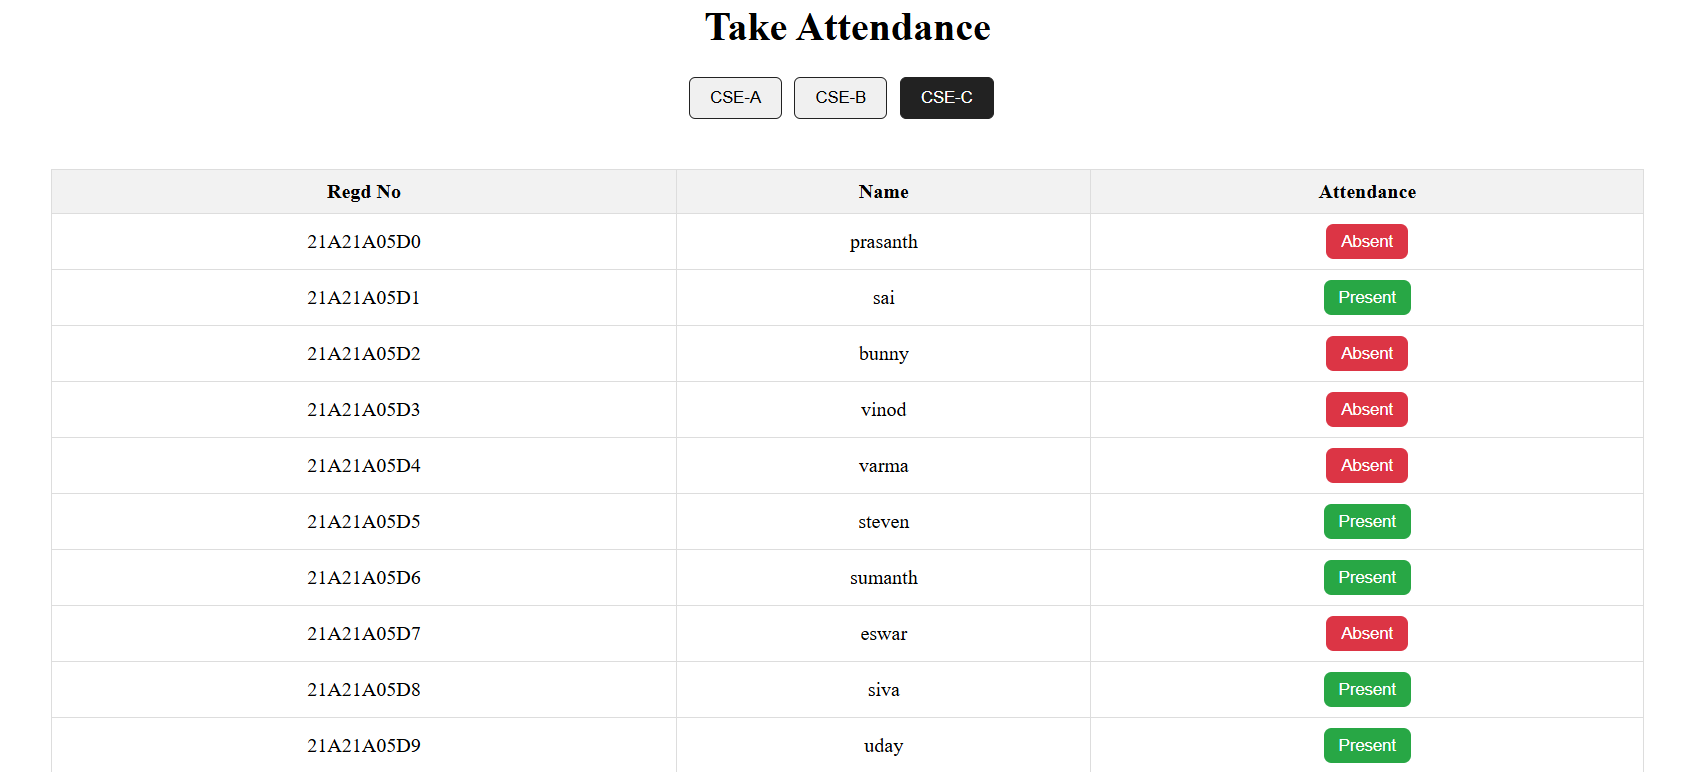 Take Attendance
CSE-A CSE-B CSE-C
Regd No Name Attendance
21A21A05D0 prasanth Absent
21A21A05D1 sai Present
21A21A05D2 bunny Absent
21A21A05D3 vinod Absent
21A21A05D4 varma Absent
21A21A05D5 steven Present
21A21A05D6 sumanth Present
21A21A05D7 eswar Absent
21A21A05D8 siva Present
21A21A05D9 uday Present